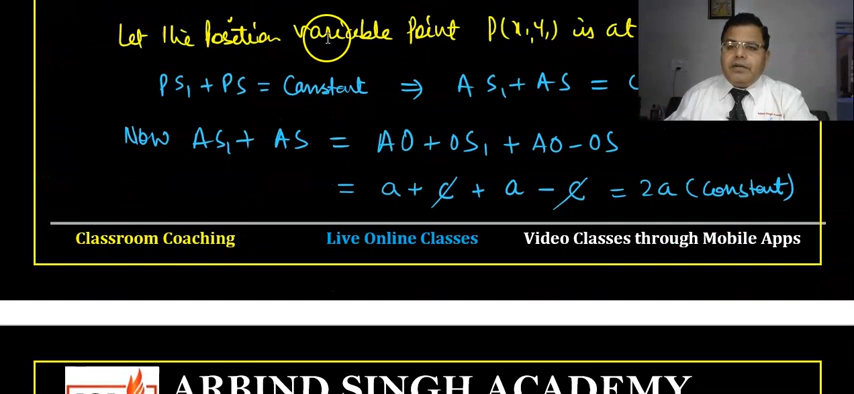 Let the Position variable Point P(x1, y1) is at
PS₁ + PS = Constant ⇒ AS₁ + AS = C
Now AS₁ + AS = AO + OS₁ + AO − OS
= a + c + a − c = 2a (Constant)
Classroom Coaching Live Online Classes Video Classes through Mobile Apps
ARBIND SINGH ACADEMY